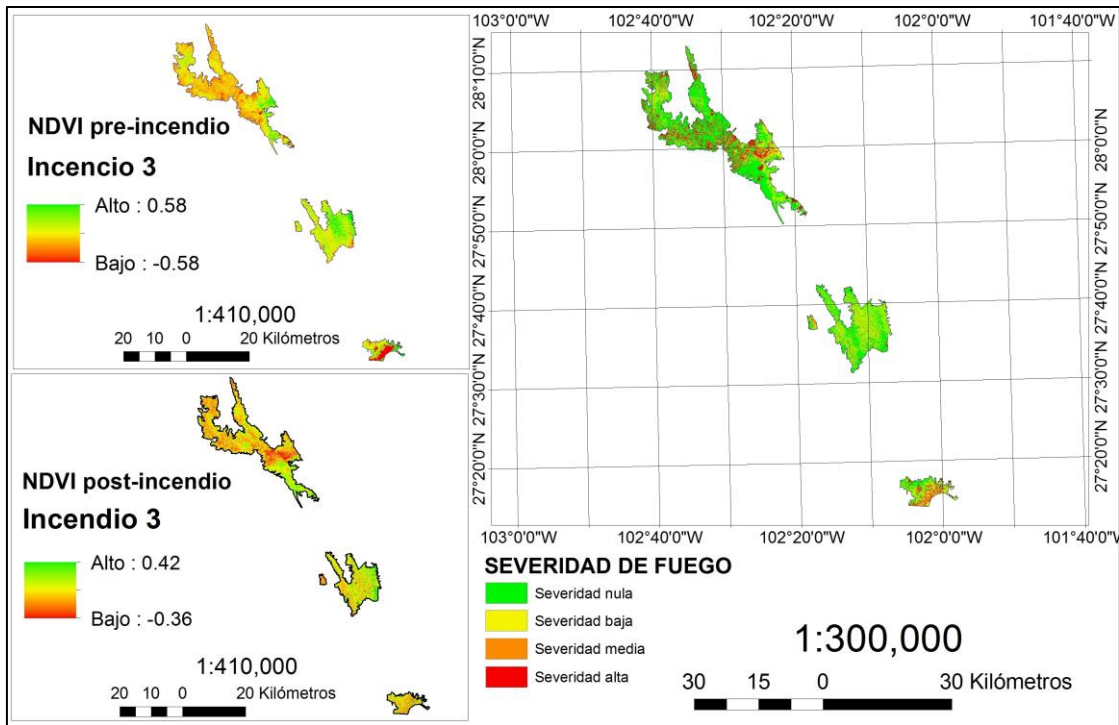 NDVI pre-incendio
Incencio 3
Alto : 0.58
Bajo : -0.58
1:410,000
20 10 0 20 Kilómetros
NDVI post-incendio
Incendio 3
Alto : 0.42
Bajo : -0.36
1:410,000
20 10 0 20 Kilómetros
103°0'0"W 102°40'0"W 102°20'0"W 102°0'0"W 101°40'0"W
28°10'0"N
28°0'0"N
27°50'0"N
27°40'0"N
27°30'0"N
27°20'0"N
28°10'0"N
28°0'0"N
27°50'0"N
27°40'0"N
27°30'0"N
27°20'0"N
103°0'0"W 102°40'0"W 102°20'0"W 102°0'0"W 101°40'0"W
SEVERIDAD DE FUEGO
Severidad nula
Severidad baja
Severidad media
Severidad alta
1:300,000
30 15 0 30 Kilómetros